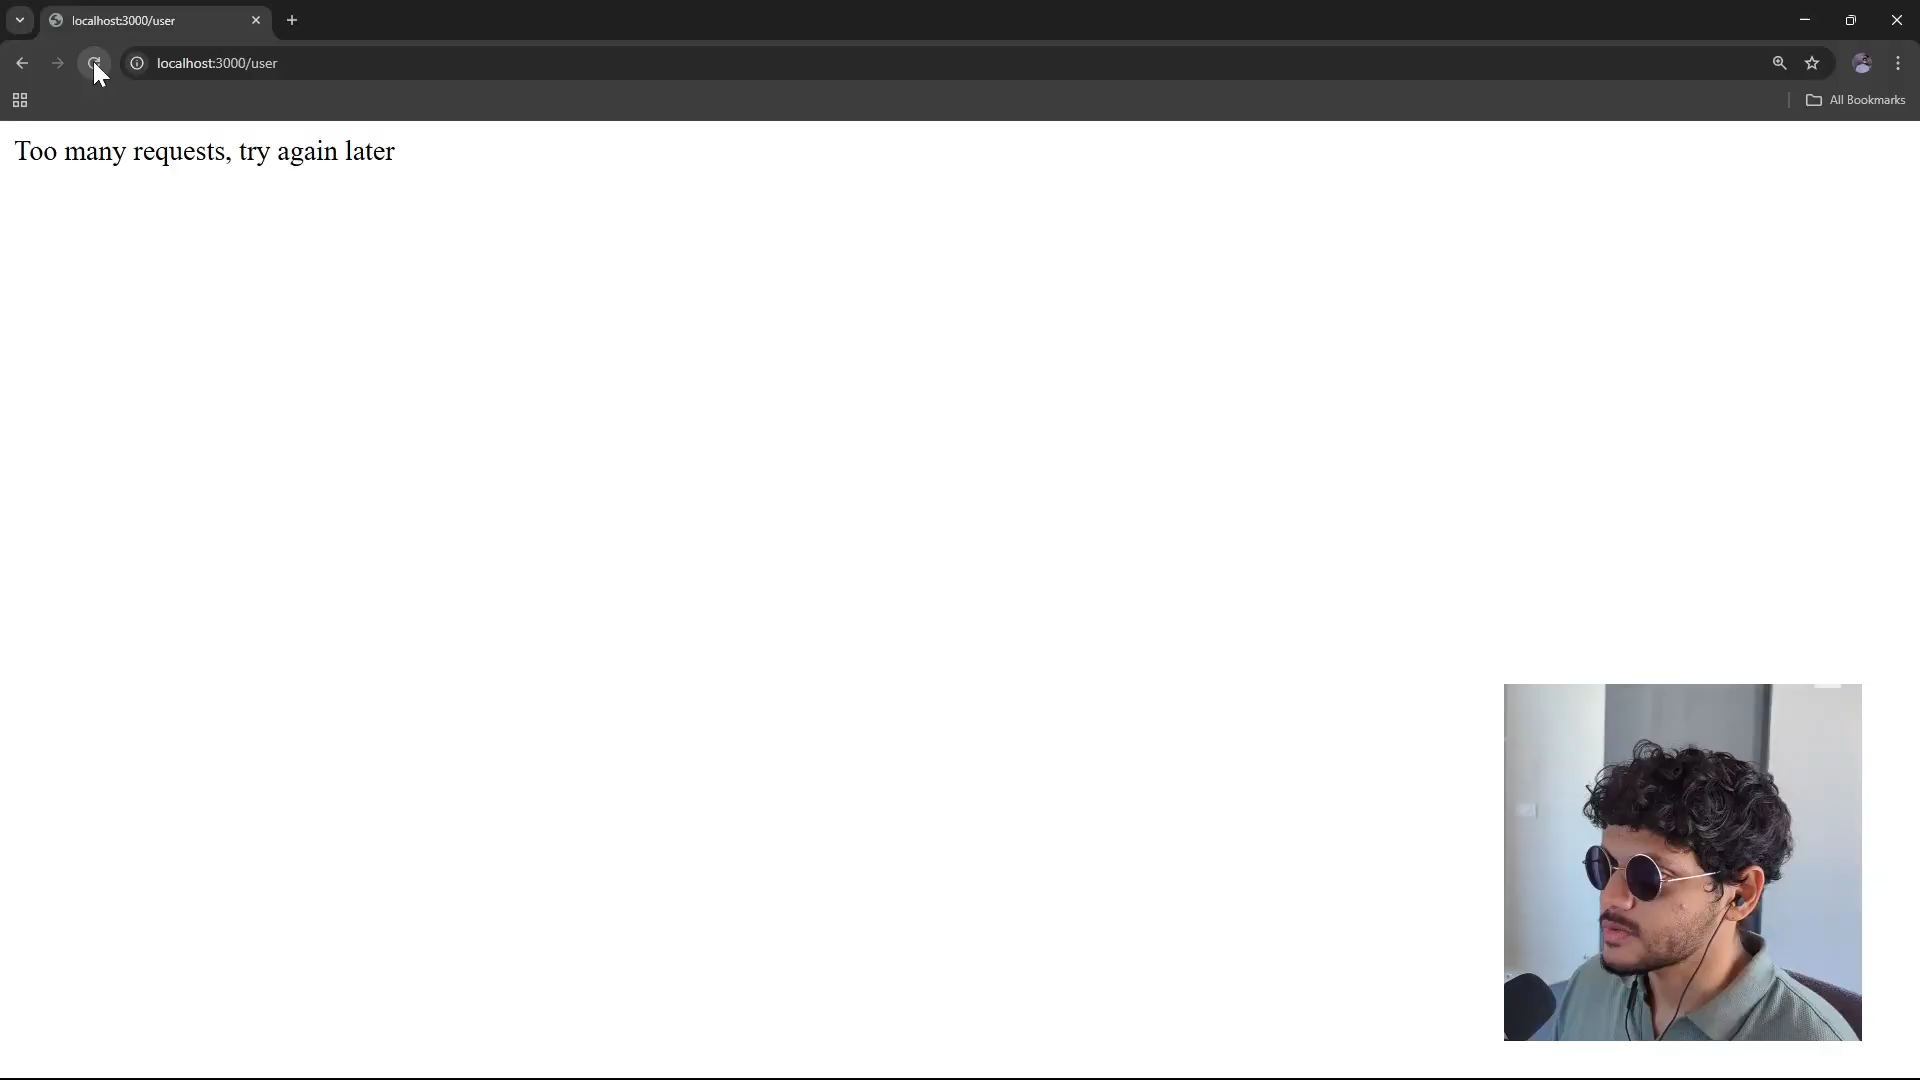 localhost:3000/user
localhost:3000/user
All Bookmarks
Too many requests, try again later